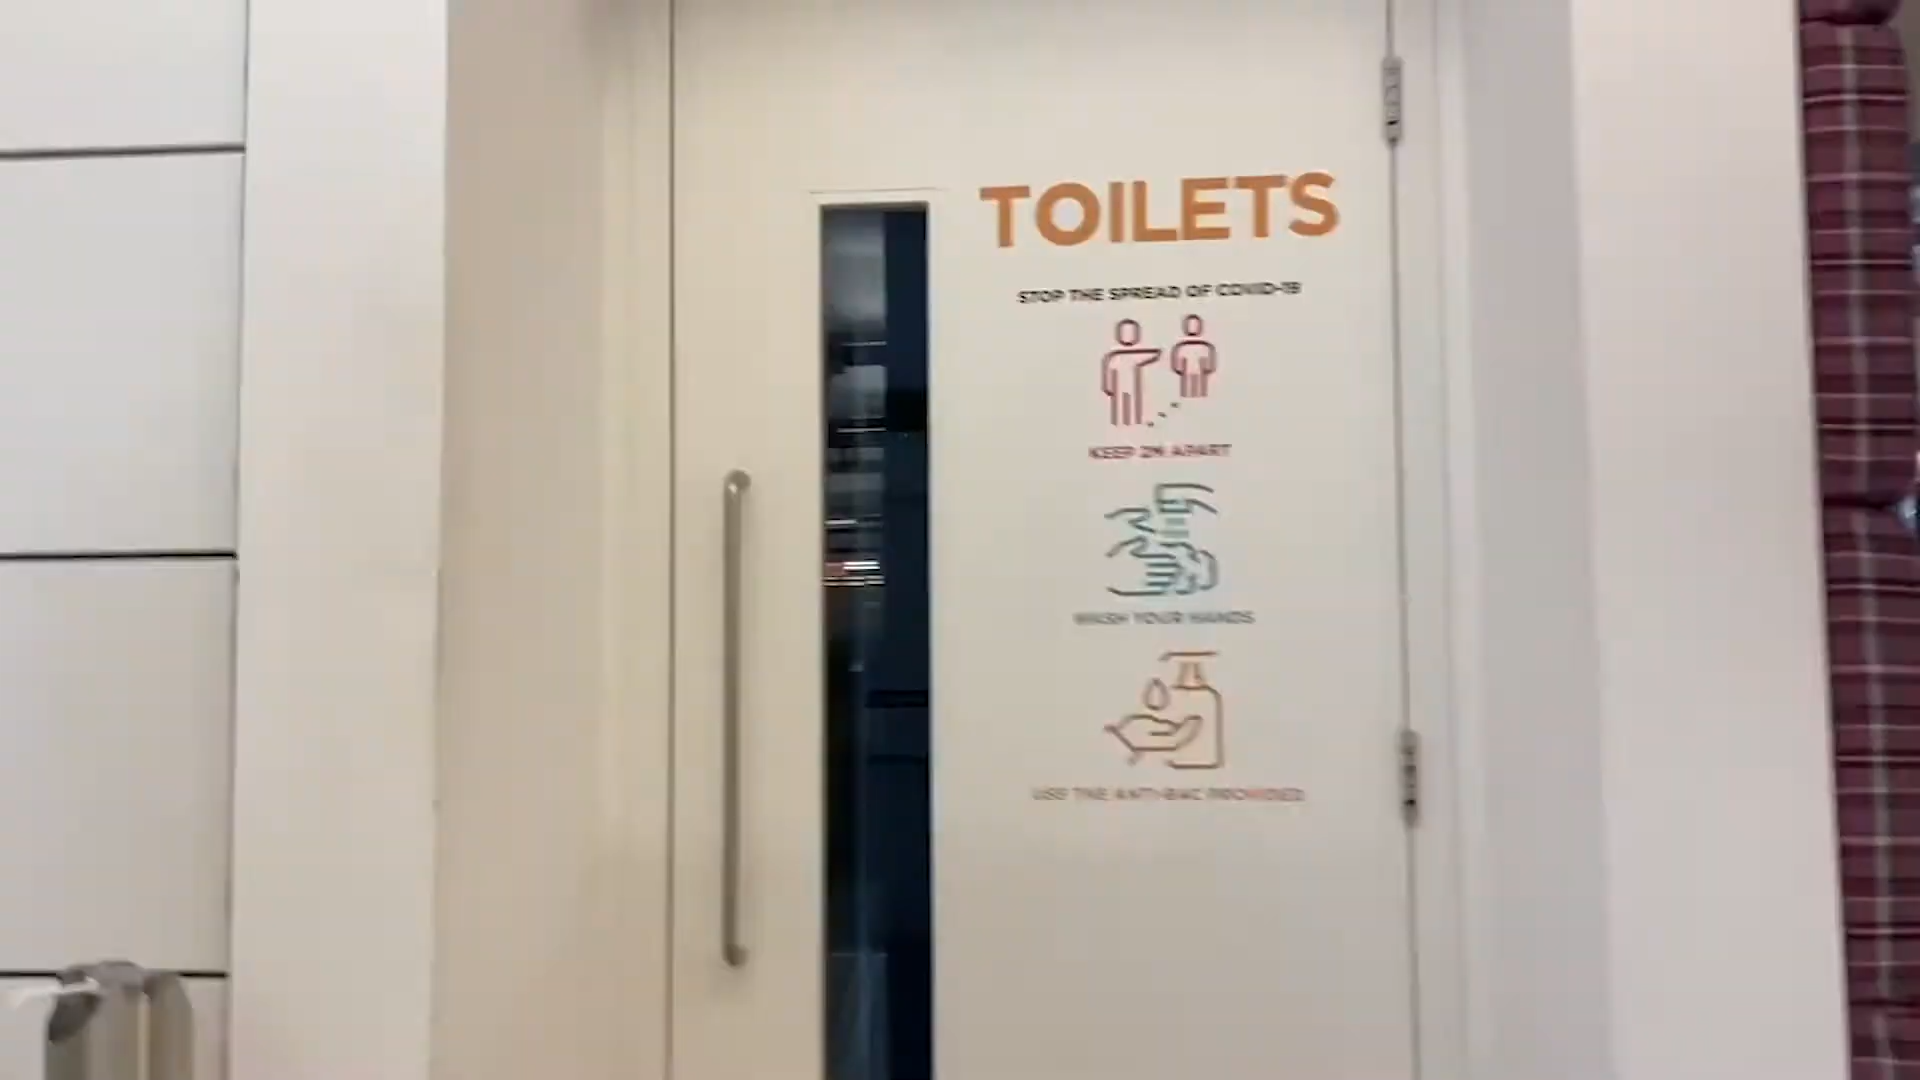 TOILETS
STOP THE SPREAD OF COVID-19
KEEP 2M APART
WASH YOUR HANDS
USE THE ANTI-BAC PROVIDED